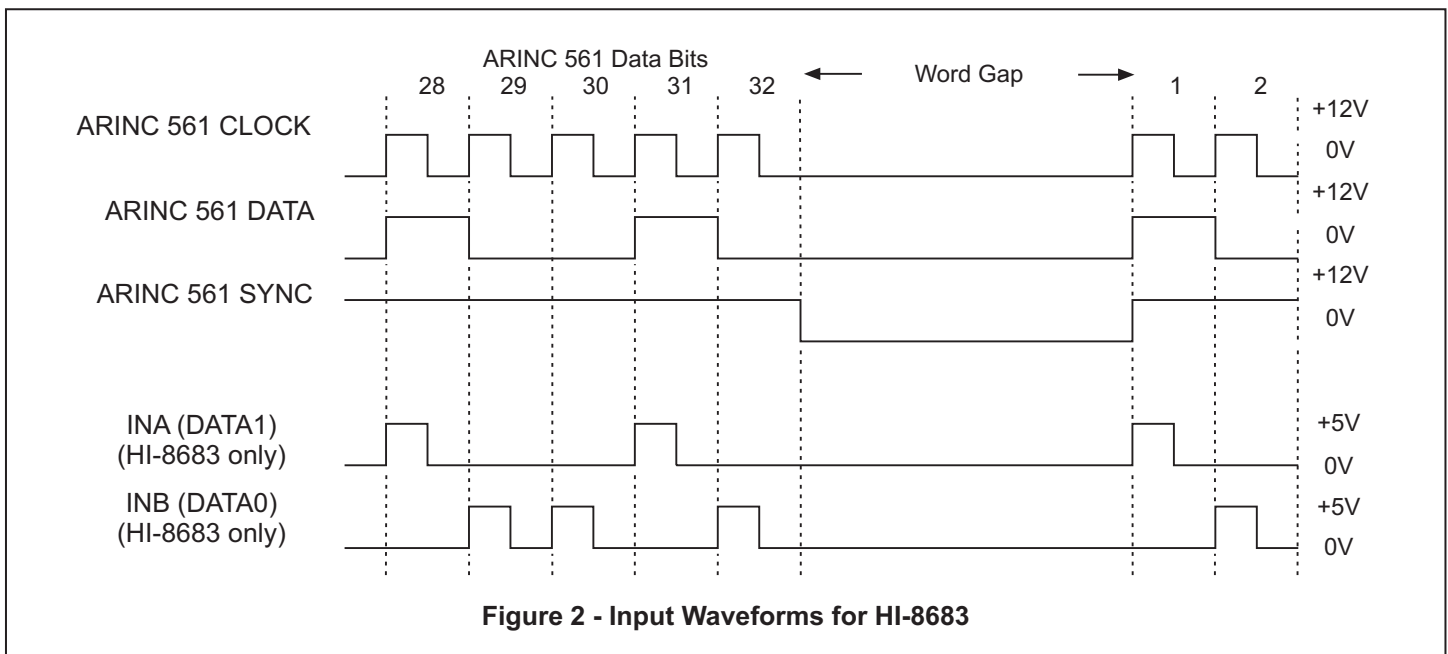 ARINC 561 Data Bits
28 29 30 31 32 Word Gap 1 2
ARINC 561 CLOCK +12V
0V
ARINC 561 DATA +12V
0V
ARINC 561 SYNC +12V
0V
INA (DATA1) +5V
(HI-8683 only) 0V
INB (DATA0) +5V
(HI-8683 only) 0V
Figure 2 - Input Waveforms for HI-8683